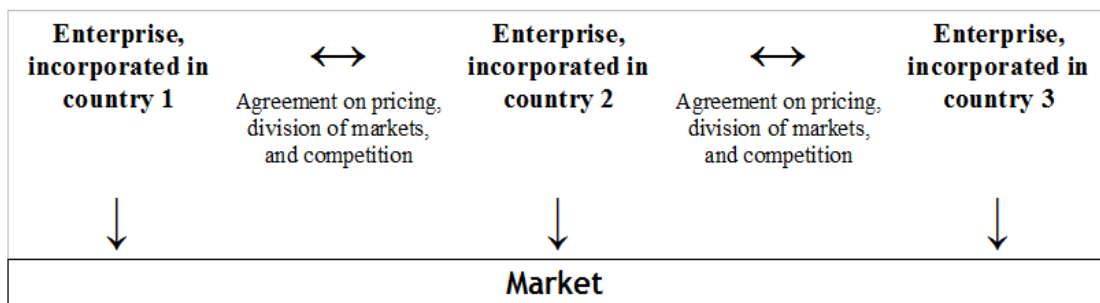 Enterprise,
incorporated in
country 1
Agreement on pricing,
division of markets,
and competition
Enterprise,
incorporated in
country 2
Agreement on pricing,
division of markets,
and competition
Enterprise,
incorporated in
country 3
Market